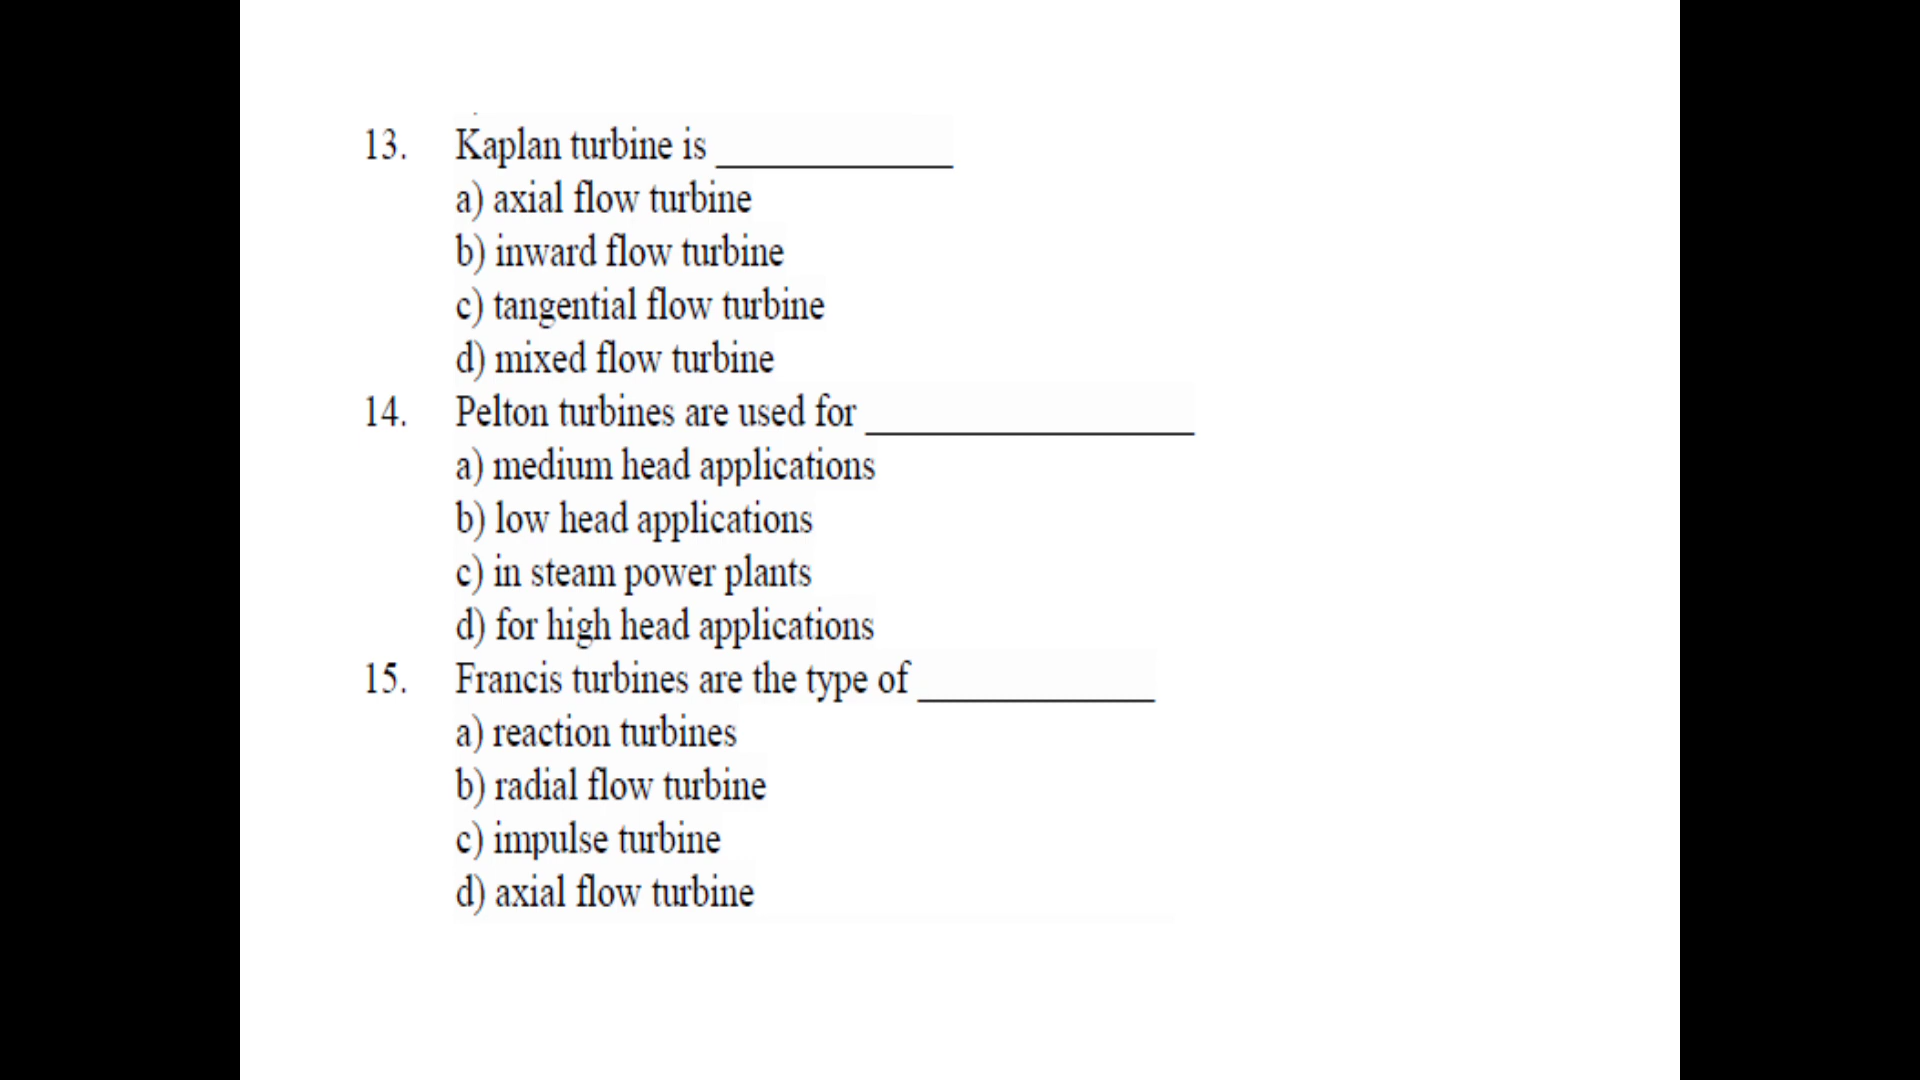 13. Kaplan turbine is ____________
a) axial flow turbine
b) inward flow turbine
c) tangential flow turbine
d) mixed flow turbine
14. Pelton turbines are used for _________________
a) medium head applications
b) low head applications
c) in steam power plants
d) for high head applications
15. Francis turbines are the type of ____________
a) reaction turbines
b) radial flow turbine
c) impulse turbine
d) axial flow turbine